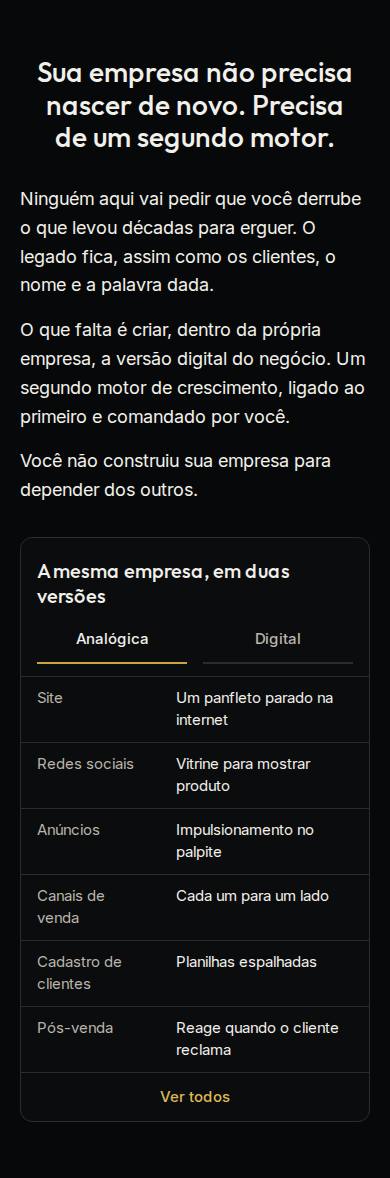 Sua empresa não precisa
nascer de novo. Precisa
de um segundo motor.
Ninguém aqui vai pedir que você derrube
o que levou décadas para erguer. O
legado fica, assim como os clientes, o
nome e a palavra dada.
O que falta é criar, dentro da própria
empresa, a versão digital do negócio. Um
segundo motor de crescimento, ligado ao
primeiro e comandado por você.
Você não construiu sua empresa para
depender dos outros.
A mesma empresa, em duas
versões
Analógica Digital
Site Um panfleto parado na
internet
Redes sociais Vitrine para mostrar
produto
Anúncios Impulsionamento no
palpite
Canais de Cada um para um lado
venda
Cadastro de Planilhas espalhadas
clientes
Pós-venda Reage quando o cliente
reclama
Ver todos